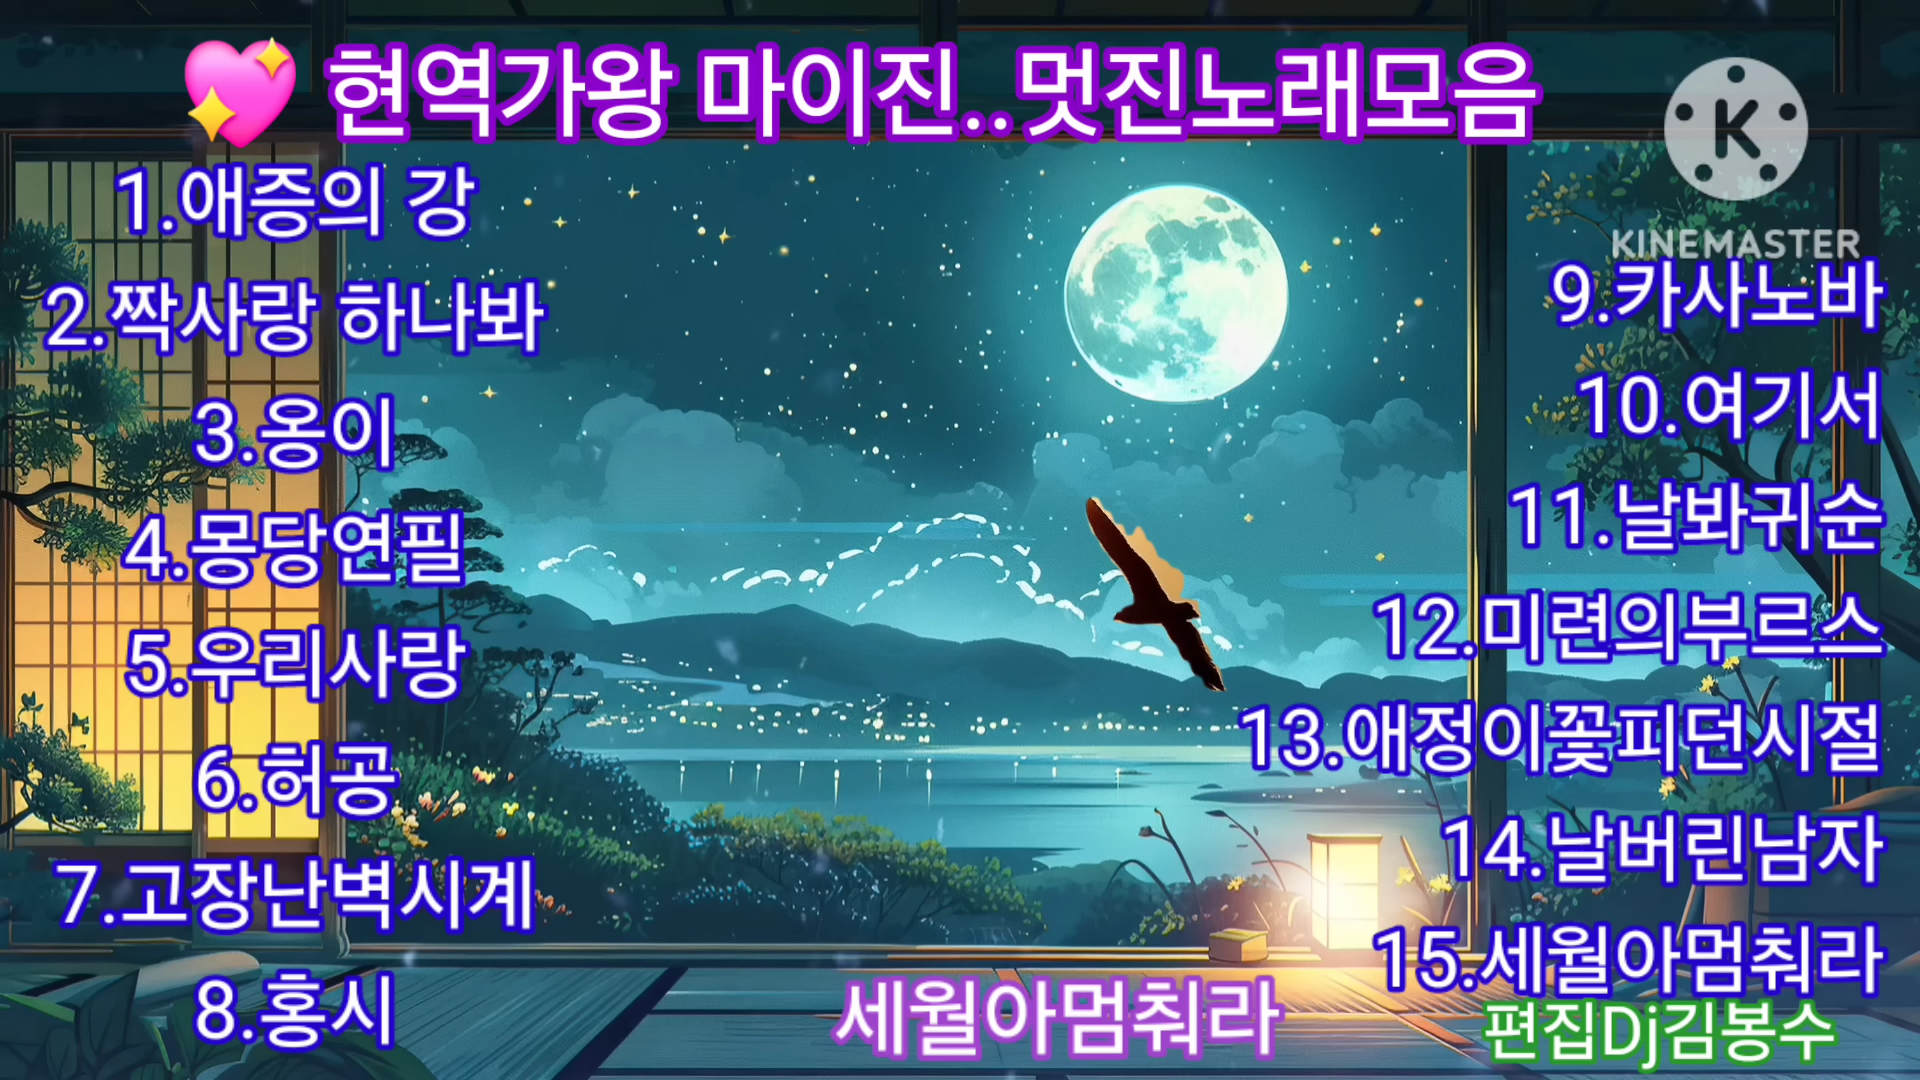 💖 현역가왕 마이진..멋진노래모음
KINEMASTER
1.애증의 강
2.짝사랑 하나봐
3.옹이
4.몽당연필
5.우리사랑
6.허공
7.고장난벽시계
8.홍시
9.카사노바
10.여기서
11.날봐귀순
12.미련의부르스
13.애정이꽃피던시절
14.날버린남자
15.세월아멈춰라
세월아멈춰라
편집Dj김봉수